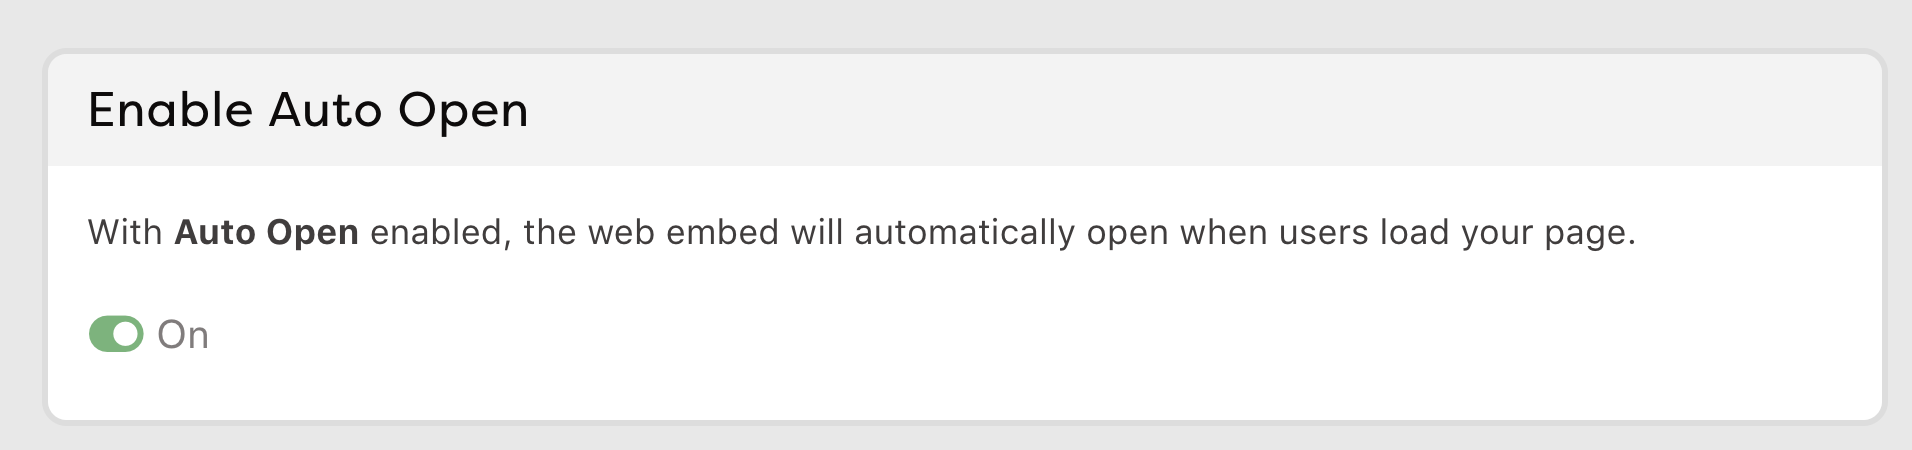 Enable Auto Open
With Auto Open enabled, the web embed will automatically open when users load your page.
On